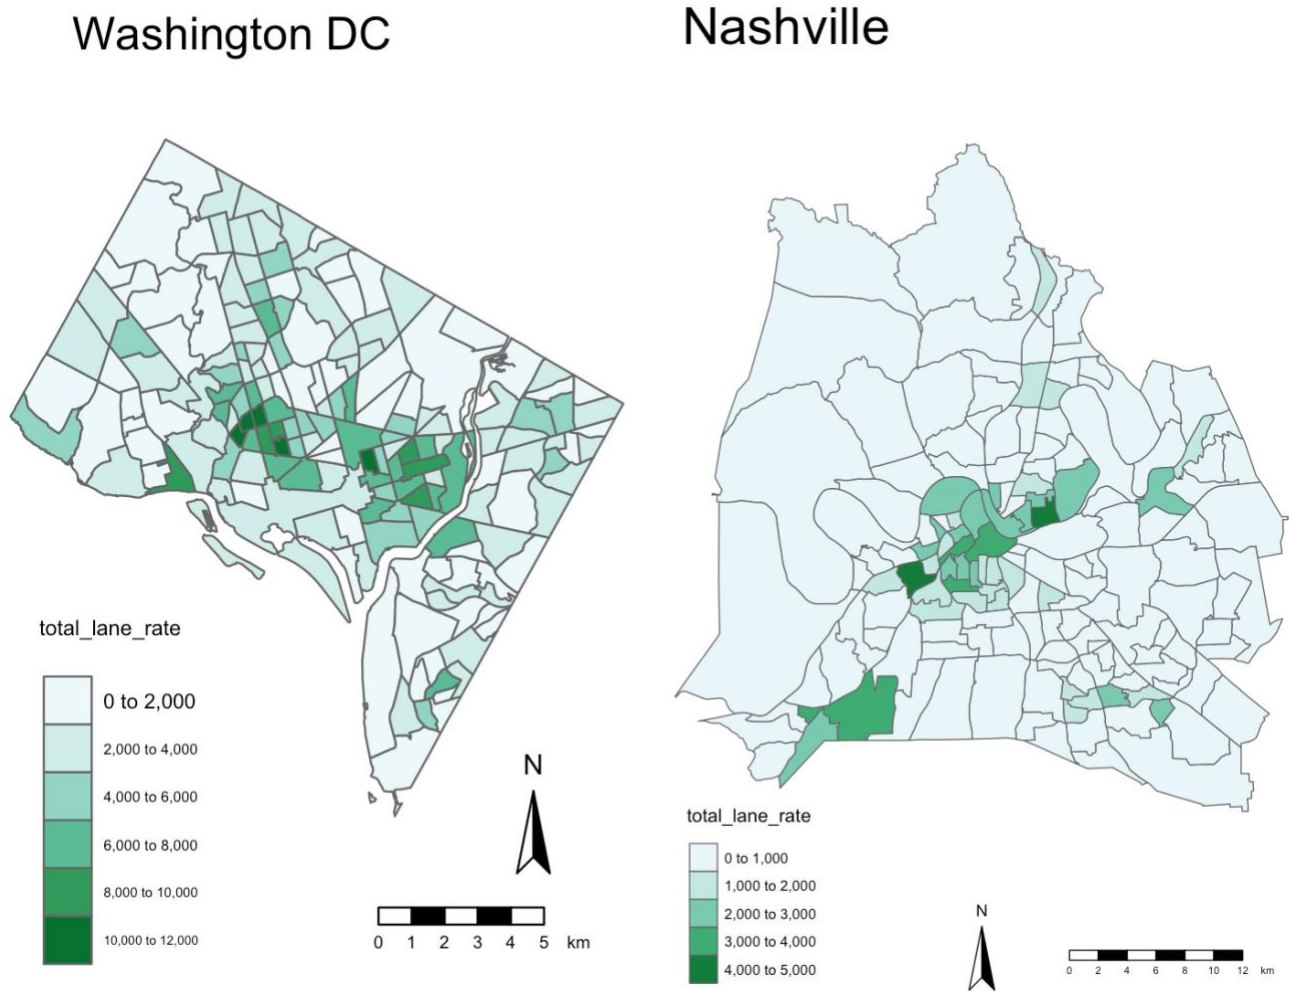 Washington DC
Nashville
total_lane_rate
0 to 2,000
2,000 to 4,000
4,000 to 6,000
6,000 to 8,000
8,000 to 10,000
10,000 to 12,000
N
0 1 2 3 4 5 km
total_lane_rate
0 to 1,000
1,000 to 2,000
2,000 to 3,000
3,000 to 4,000
4,000 to 5,000
N
0 2 4 6 8 10 12 km